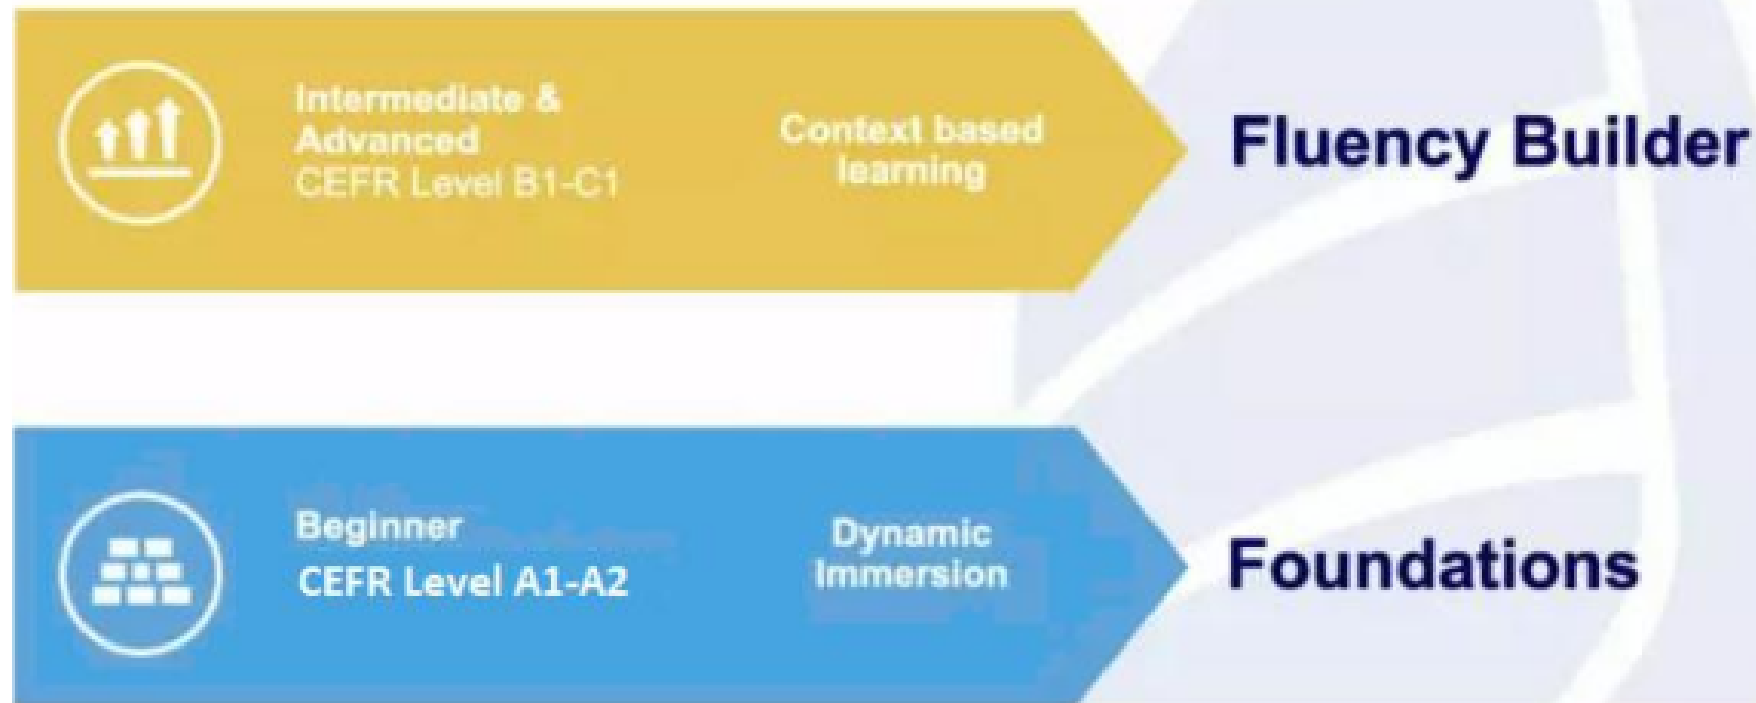 Intermediate &
Advanced
CEFR Level B1-C1
Context based
learning
Fluency Builder
Beginner
CEFR Level A1-A2
Dynamic
Immersion
Foundations